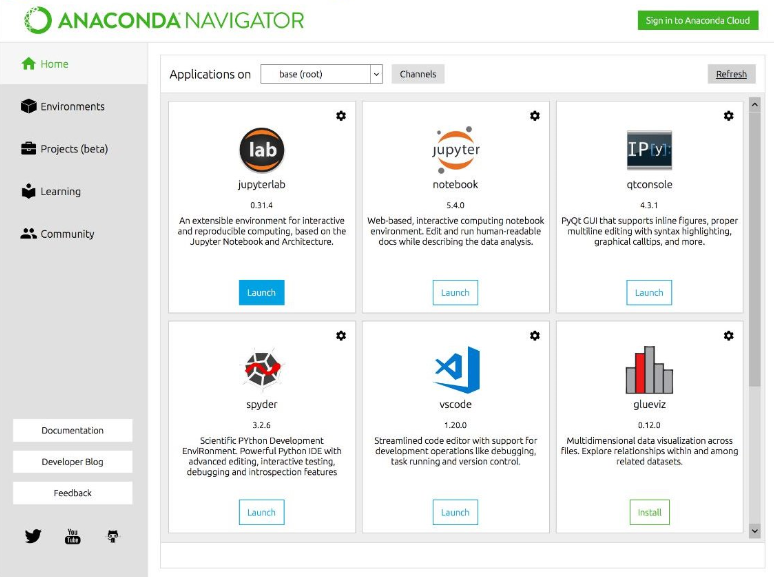 ANACONDA NAVIGATOR
Sign in to Anaconda Cloud
Home
Environments
Projects (beta)
Learning
Community
Documentation
Developer Blog
Feedback
You
Tube
Applications on
base (root)
Channels
Refresh
lab
jupyterlab
0.31.4
An extensible environment for interactive
and reproducible computing, based on the
Jupyter Notebook and Architecture.
Launch
jupyter
notebook
5.4.0
Web-based, interactive computing notebook
environment. Edit and run human-readable
docs while describing the data analysis.
Launch
IP[y]:
qtconsole
4.3.1
PyQt GUI that supports inline figures, proper
multiline editing with syntax highlighting,
graphical calltips, and more.
Launch
spyder
3.2.6
Scientific PYthon Development
EnviRonment. Powerful Python IDE with
advanced editing, interactive testing,
debugging and introspection features
Launch
vscode
1.20.0
Streamlined code editor with support for
development operations like debugging,
task running and version control.
Launch
glueviz
0.12.0
Multidimensional data visualization across
files. Explore relationships within and among
related datasets.
Install